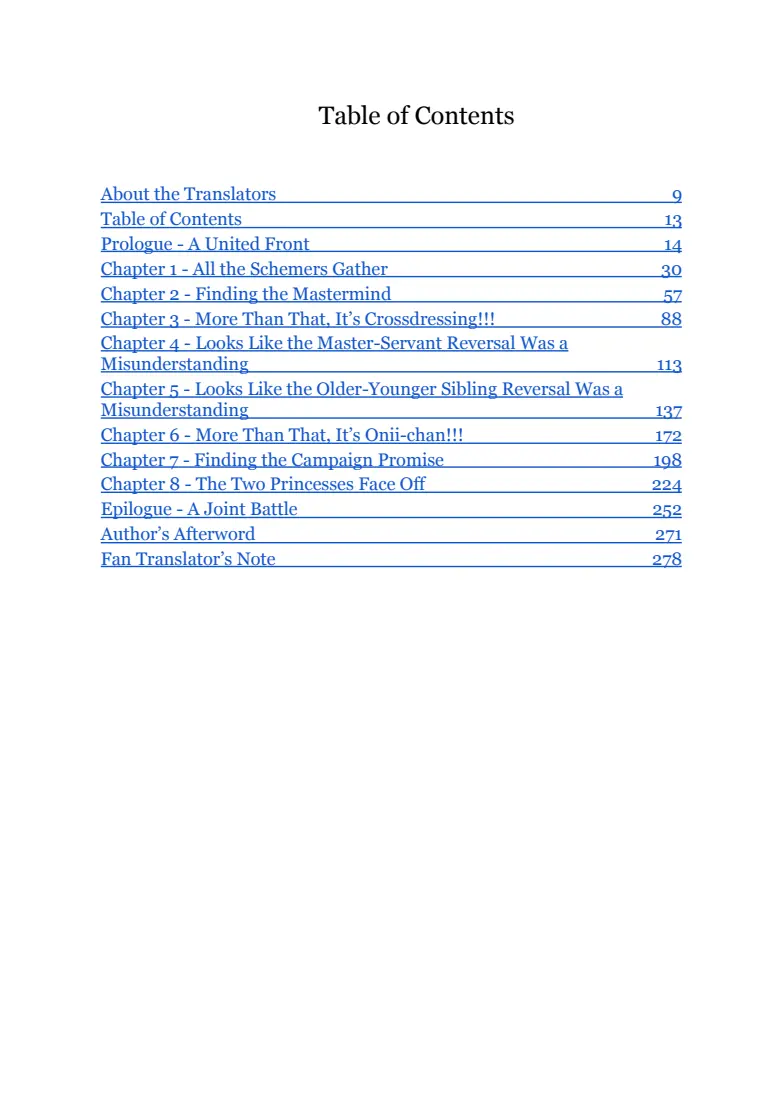 Table of Contents
About the Translators 9
Table of Contents 13
Prologue - A United Front 14
Chapter 1 - All the Schemers Gather 30
Chapter 2 - Finding the Mastermind 57
Chapter 3 - More Than That, It’s Crossdressing!!! 88
Chapter 4 - Looks Like the Master-Servant Reversal Was a
Misunderstanding 113
Chapter 5 - Looks Like the Older-Younger Sibling Reversal Was a
Misunderstanding 137
Chapter 6 - More Than That, It’s Onii-chan!!! 172
Chapter 7 - Finding the Campaign Promise 198
Chapter 8 - The Two Princesses Face Off 224
Epilogue - A Joint Battle 252
Author’s Afterword 271
Fan Translator’s Note 278